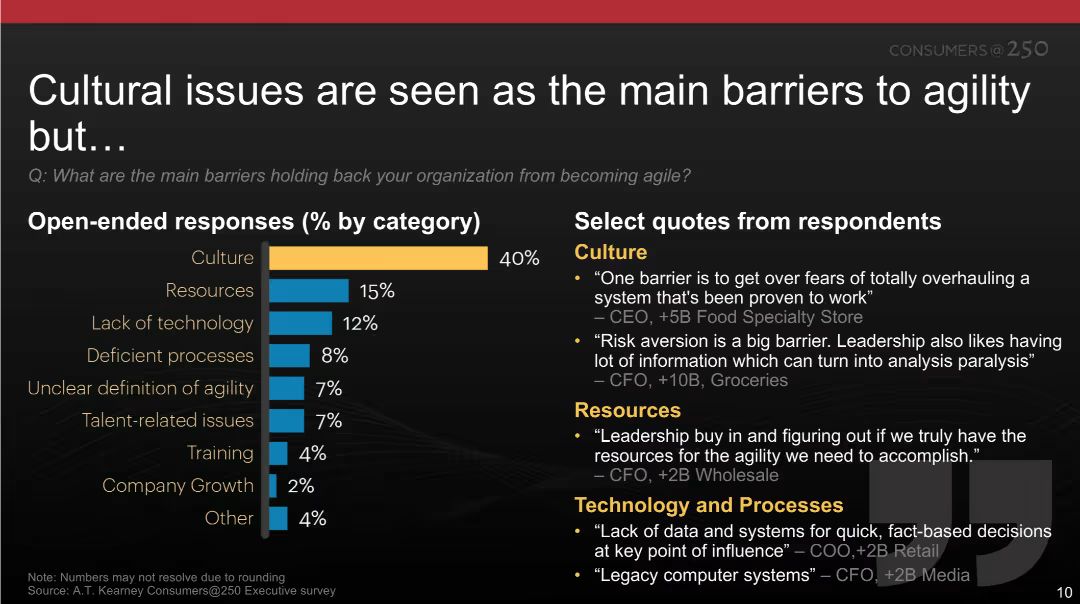 CONSUMERS@250
Cultural issues are seen as the main barriers to agility
but…
Q: What are the main barriers holding back your organization from becoming agile?
Open-ended responses (% by category)
Culture 40%
Resources 15%
Lack of technology 12%
Deficient processes 8%
Unclear definition of agility 7%
Talent-related issues 7%
Training 4%
Company Growth 2%
Other 4%
Note: Numbers may not resolve due to rounding
Source: A.T. Kearney Consumers@250 Executive survey
Select quotes from respondents
Culture
• “One barrier is to get over fears of totally overhauling a
system that's been proven to work”
– CEO, +5B Food Specialty Store
• “Risk aversion is a big barrier. Leadership also likes having
lot of information which can turn into analysis paralysis”
– CFO, +10B, Groceries
Resources
• “Leadership buy in and figuring out if we truly have the
resources for the agility we need to accomplish.”
– CFO, +2B Wholesale
Technology and Processes
• “Lack of data and systems for quick, fact-based decisions
at key point of influence” – COO,+2B Retail
• “Legacy computer systems” – CFO, +2B Media
10